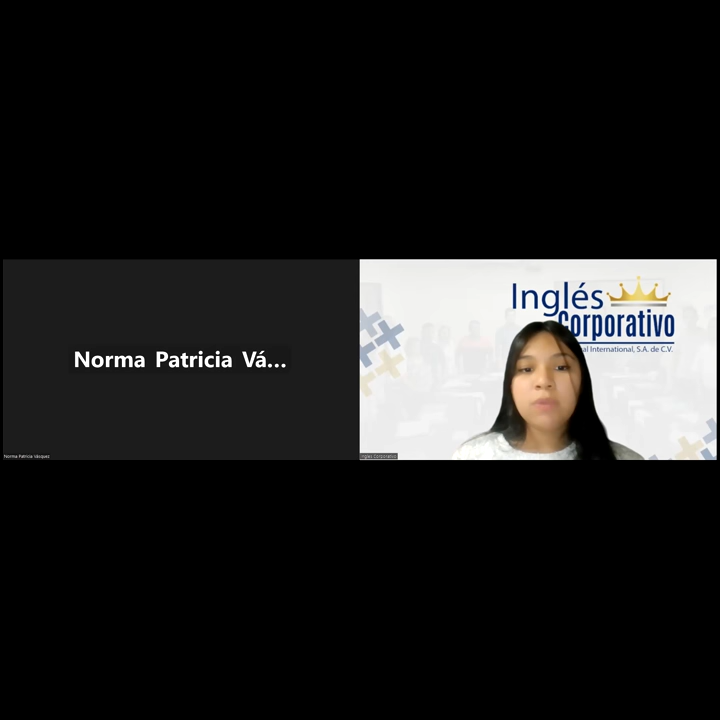 Norma Patricia Vá...
Norma Patricia Vásquez
Inglés
Corporativo
al International, S.A. de C.V.
Inglés Corporativo